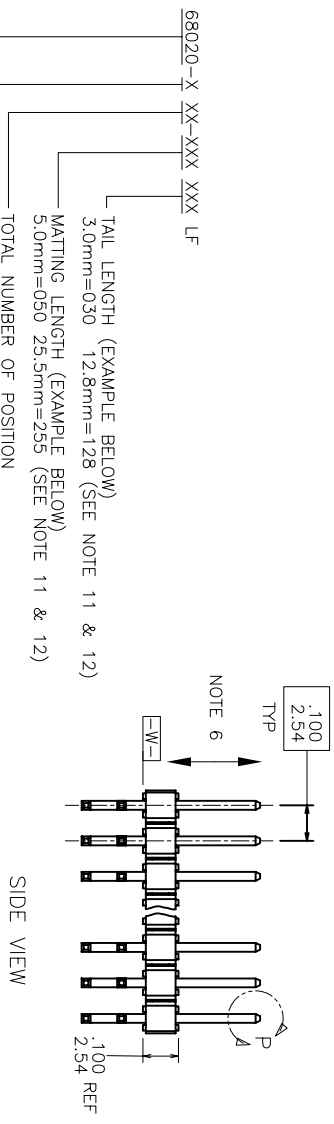 68020-X XX-XXX XXX LF
TAIL LENGTH (EXAMPLE BELOW)
3.0mm=030 12.8mm=128 (SEE NOTE 11 & 12)
MATTING LENGTH (EXAMPLE BELOW)
5.0mm=050 25.5mm=255 (SEE NOTE 11 & 12)
TOTAL NUMBER OF POSITION
.100
2.54
TYP
NOTE 6
-W-
P
.100
2.54 REF
SIDE VIEW